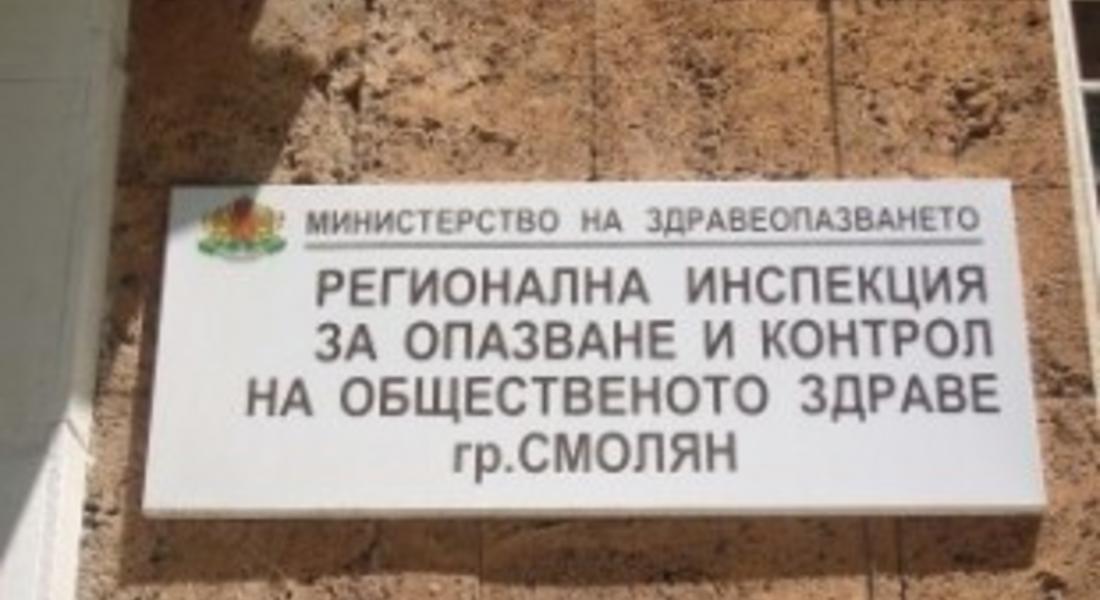 МИНИСТЕРСТВО НА ЗДРАВЕОПАЗВАНЕТО
РЕГИОНАЛНА ИНСПЕКЦИЯ
ЗА ОПАЗВАНЕ И КОНТРОЛ
НА ОБЩЕСТВЕНОТО ЗДРАВЕ
гр.СМОЛЯН